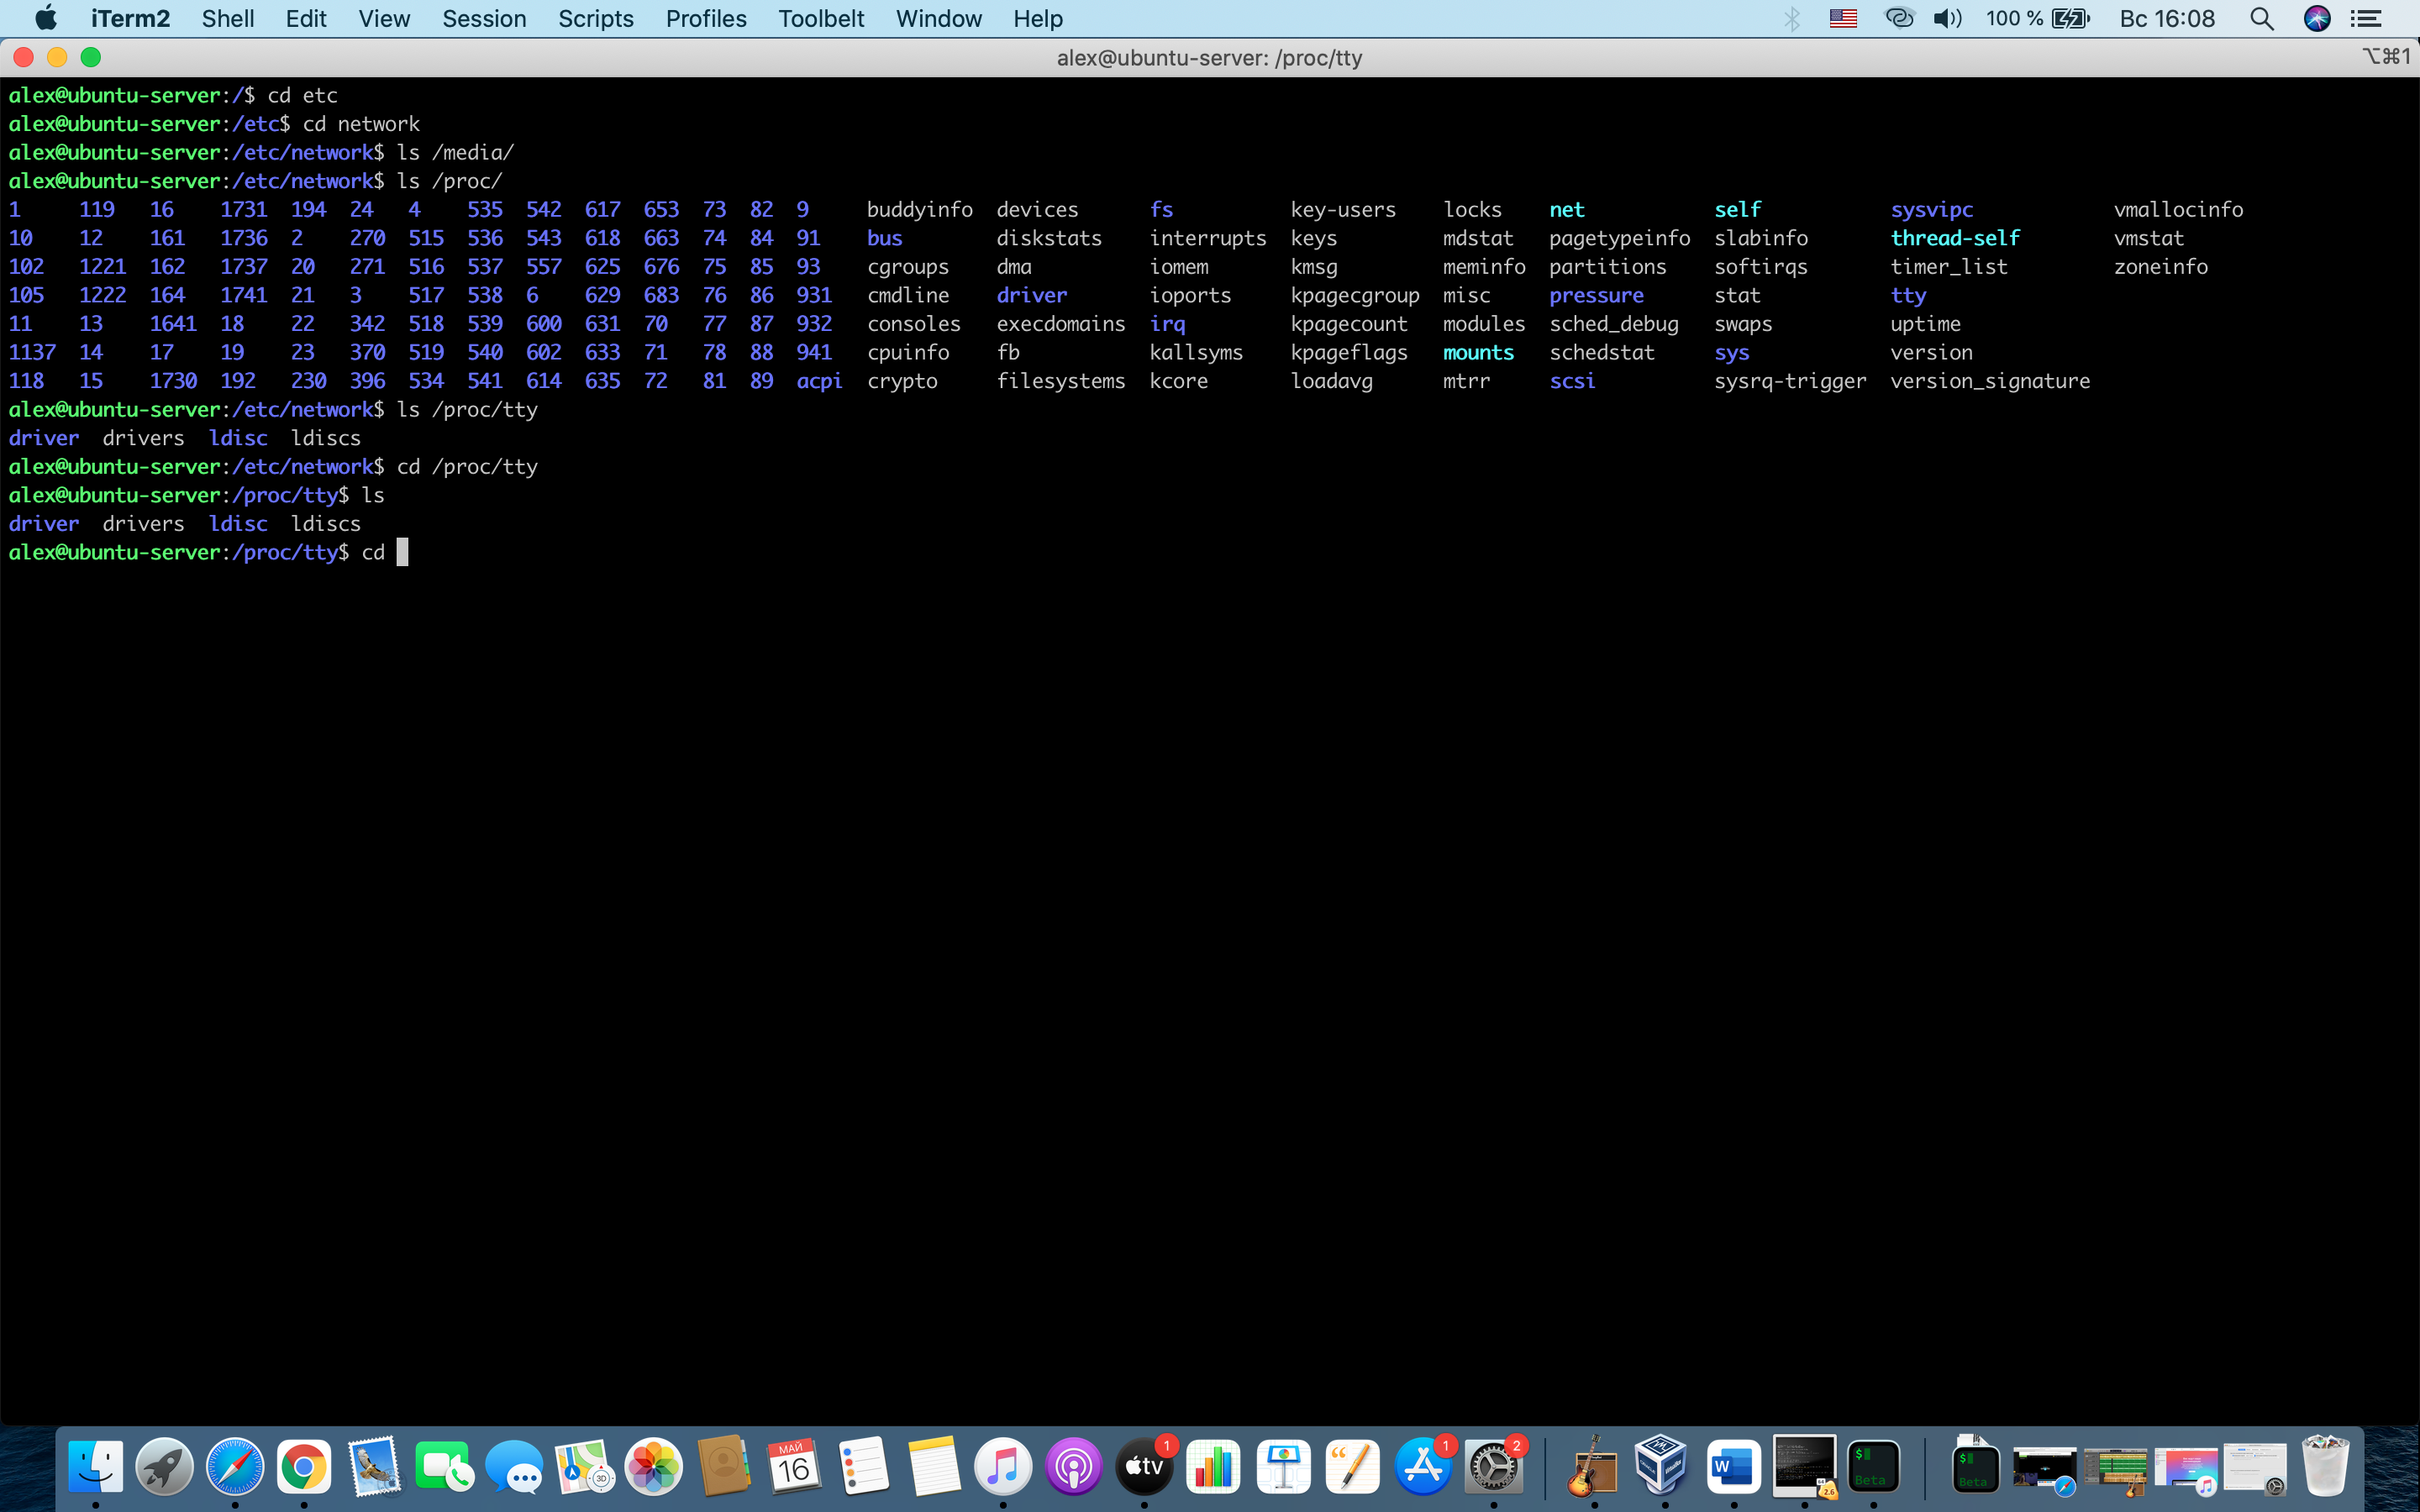 iTerm2 Shell Edit View Session Scripts Profiles Toolbelt Window Help 100 % Вс 16:08
alex@ubuntu-server: /proc/tty ⌥⌘1
alex@ubuntu-server:/$ cd etc
alex@ubuntu-server:/etc$ cd network
alex@ubuntu-server:/etc/network$ ls /media/
alex@ubuntu-server:/etc/network$ ls /proc/
1 119 16 1731 194 24 4 535 542 617 653 73 82 9 buddyinfo devices fs key-users locks net self sysvipc vmallocinfo
10 12 161 1736 2 270 515 536 543 618 663 74 84 91 bus diskstats interrupts keys mdstat pagetypeinfo slabinfo thread-self vmstat
102 1221 162 1737 20 271 516 537 557 625 676 75 85 93 cgroups dma iomem kmsg meminfo partitions softirqs timer_list zoneinfo
105 1222 164 1741 21 3 517 538 6 629 683 76 86 931 cmdline driver ioports kpagecgroup misc pressure stat tty
11 13 1641 18 22 342 518 539 600 631 70 77 87 932 consoles execdomains irq kpagecount modules sched_debug swaps uptime
1137 14 17 19 23 370 519 540 602 633 71 78 88 941 cpuinfo fb kallsyms kpageflags mounts schedstat sys version
118 15 1730 192 230 396 534 541 614 635 72 81 89 acpi crypto filesystems kcore loadavg mtrr scsi sysrq-trigger version_signature
alex@ubuntu-server:/etc/network$ ls /proc/tty
driver drivers ldisc ldiscs
alex@ubuntu-server:/etc/network$ cd /proc/tty
alex@ubuntu-server:/proc/tty$ ls
driver drivers ldisc ldiscs
alex@ubuntu-server:/proc/tty$ cd
МАЙ
16
3D
tv
1
1
2
W
2.6
$
Beta
$
Beta